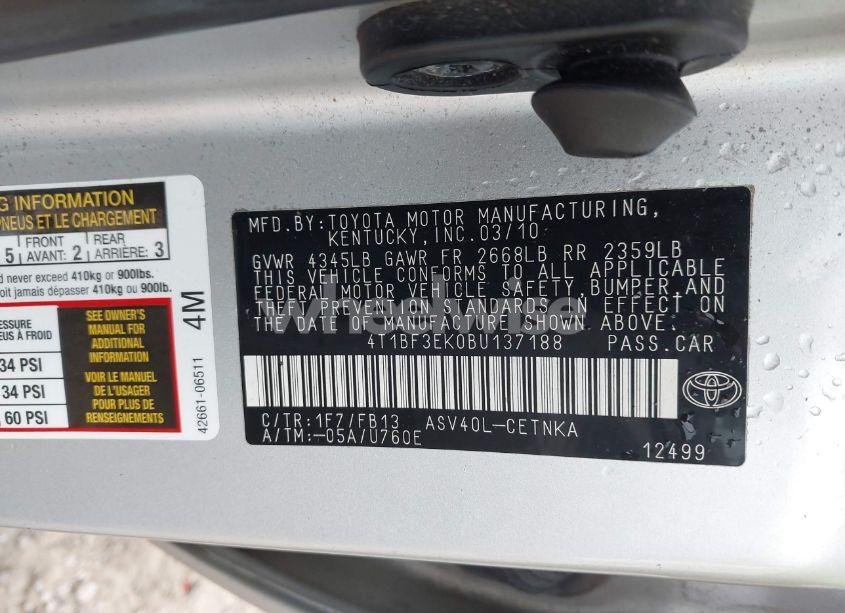 G INFORMATION
PNEUS ET LE CHARGEMENT
5 FRONT AVANT: 2 REAR ARRIÈRE: 3
d never exceed 410kg or 900lbs.
oit jamais dépasser 410kg ou 900lb.
ESSURE
EUS À FROID
34 PSI
34 PSI
, 60 PSI
SEE OWNER'S
MANUAL FOR
ADDITIONAL
INFORMATION
VOIR LE MANUEL
DE L'USAGER
POUR PLUS DE
RENSEIGNEMENTS
42661-06511 4M
MFD.BY:TOYOTA MOTOR MANUFACTURING,
KENTUCKY,INC.03/10
GVWR 4345LB GAWR FR 2668LB RR 2359LB
THIS VEHICLE CONFORMS TO ALL APPLICABLE
FEDERAL MOTOR VEHICLE SAFETY,BUMPER AND
THEFT PREVENTION STANDARDS IN EFFECT ON
THE DATE OF MANUFACTURE SHOWN ABOVE.
4T1BF3EK0BU137188 PASS.CAR
C/TR:1F7/FB13 ASV40L-CETNKA
A/TM:-05A/U760E
12499
wheelwise